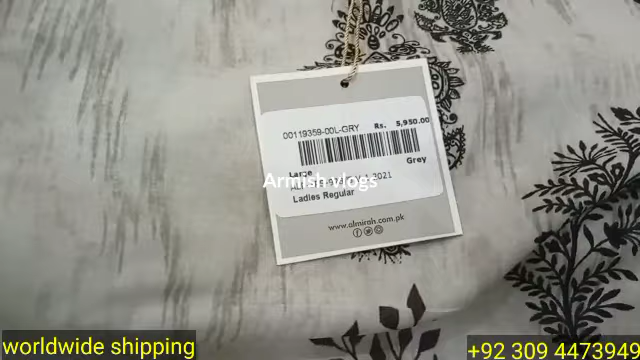 00119359-00L-GRY Rs. 5,950.00
Grey
Large
2021
Ladies Regular
Armish vlogs
www.almirah.com.pk
worldwide shipping
+92 309 4473949